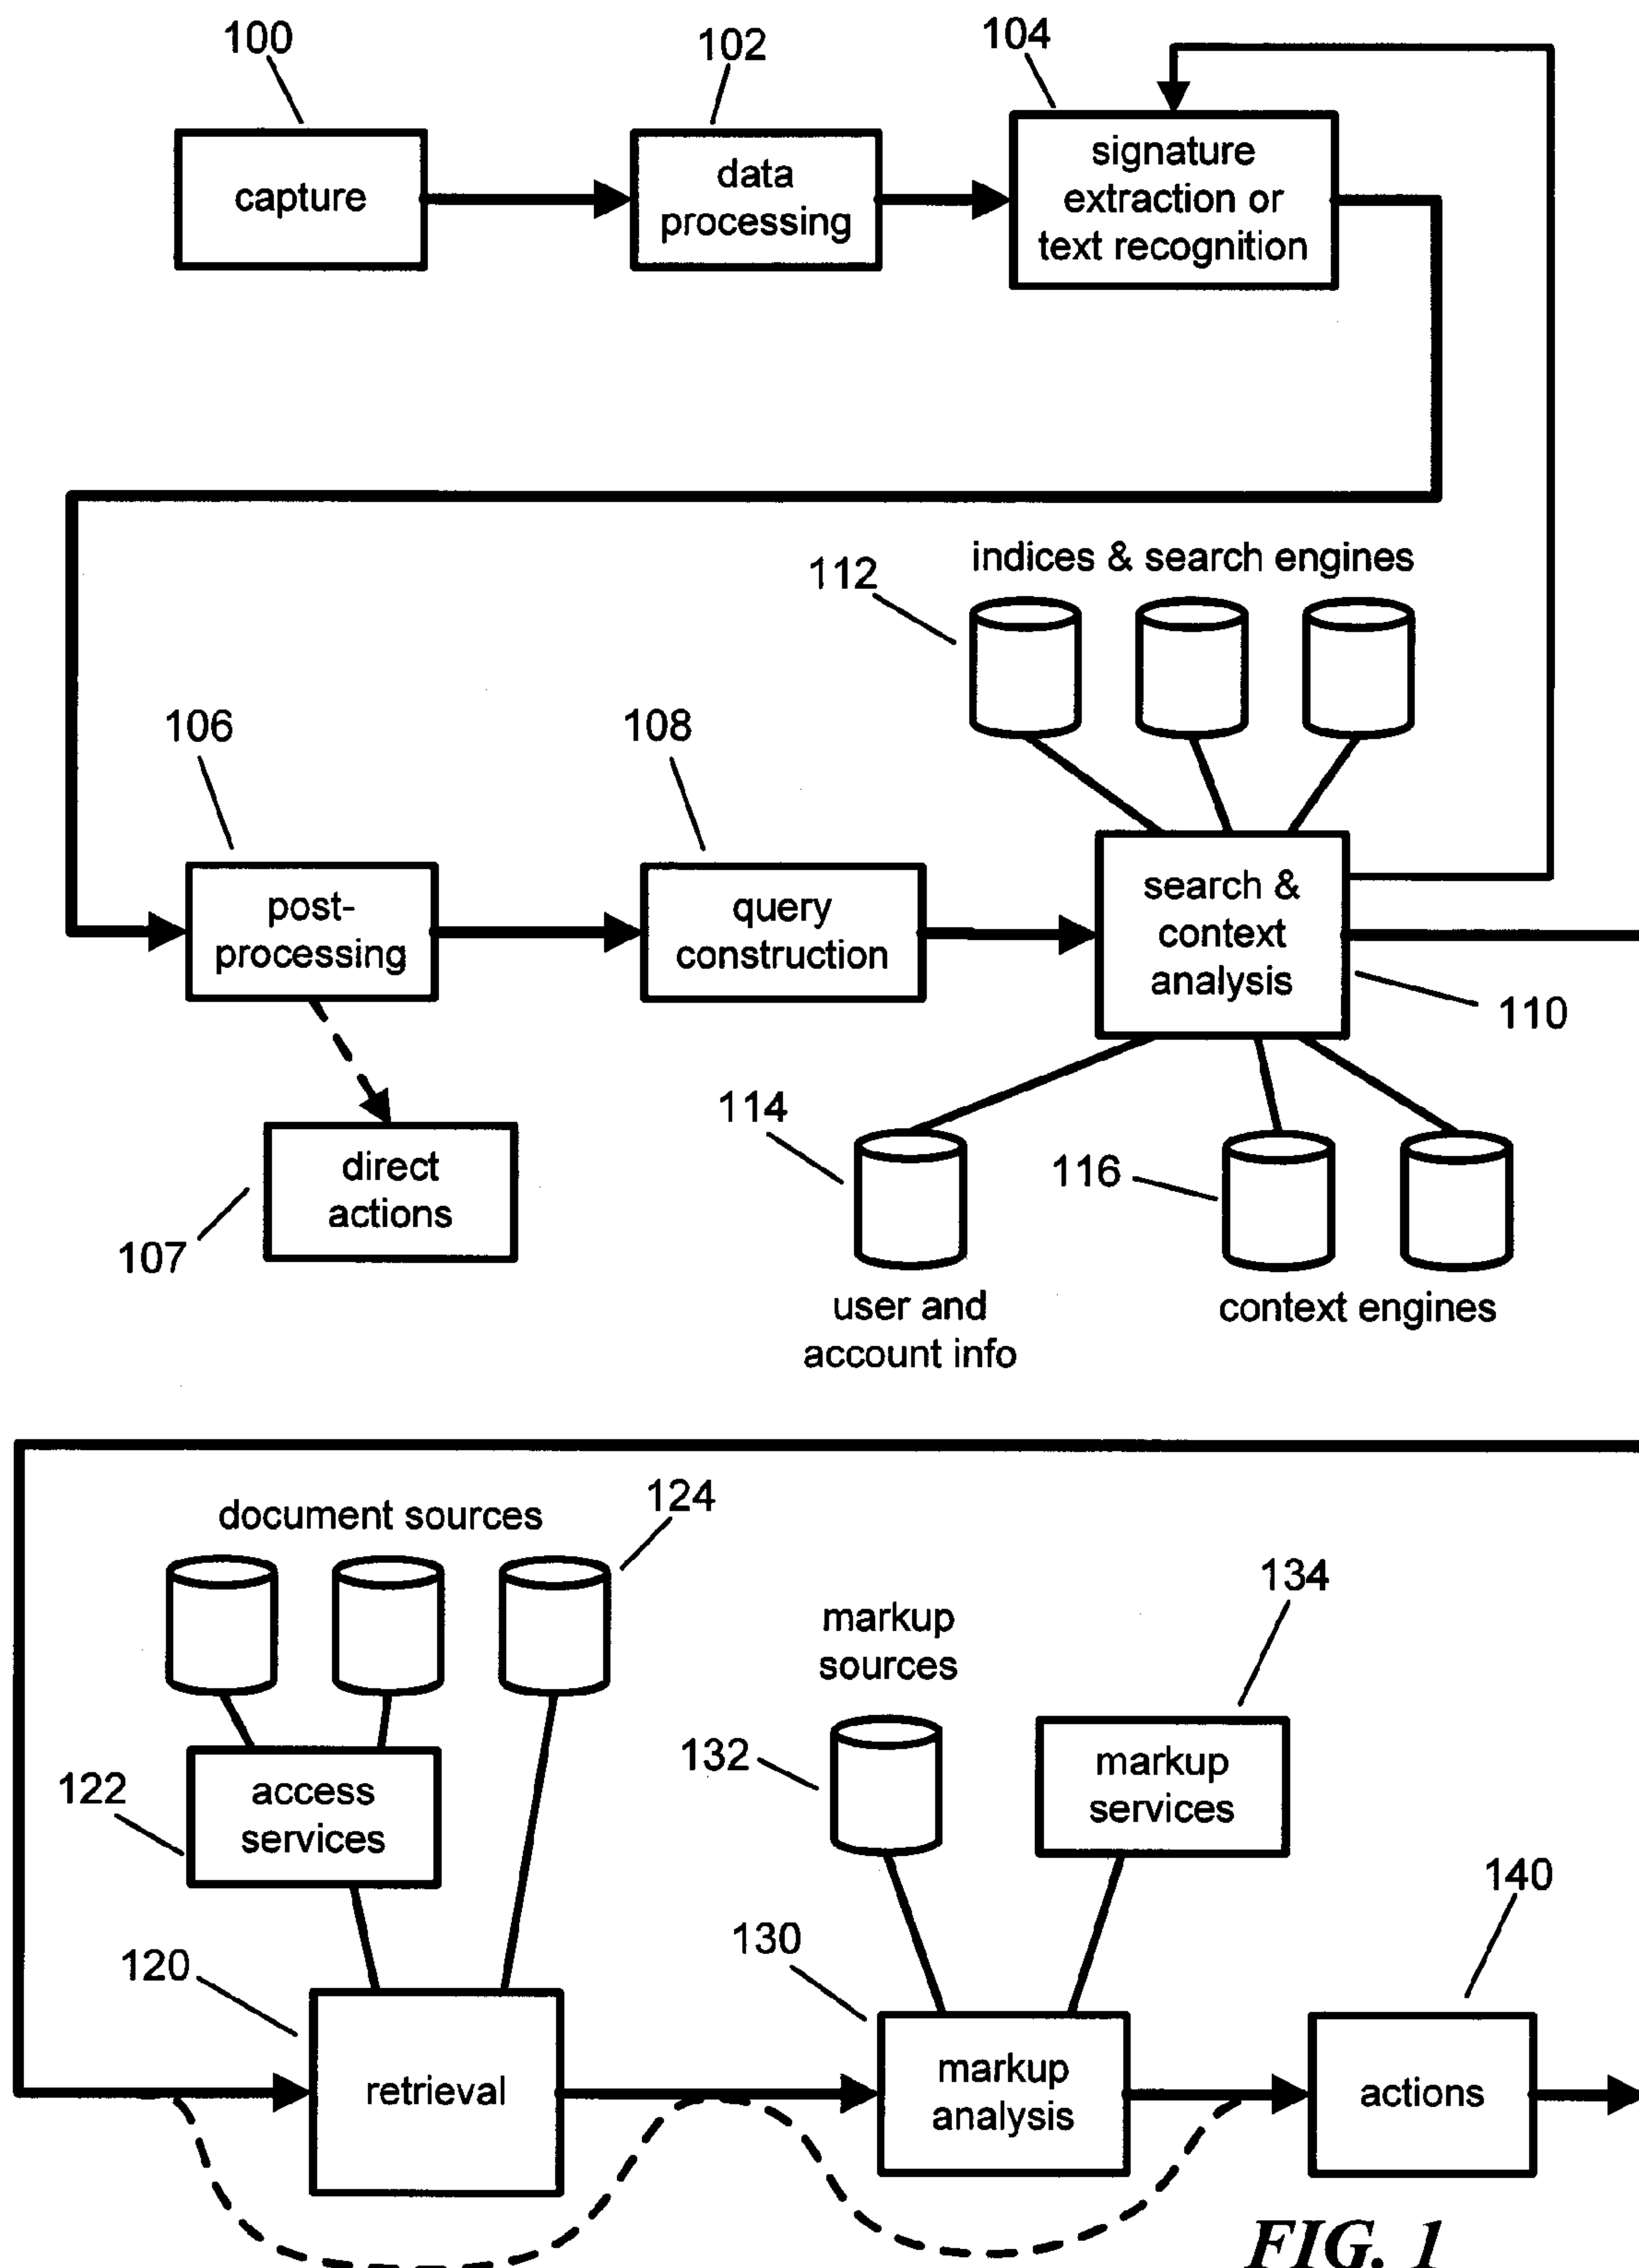 100
102
104
capture
data
processing
signature
extraction or
text recognition
indices & search engines
112
106
108
post-
processing
query
construction
search &
context
analysis
110
direct
actions
107
114
116
user and
account info
context engines
document sources
124
134
markup
sources
132
markup
services
access
services
122
140
130
120
retrieval
markup
analysis
actions
FIG. 1